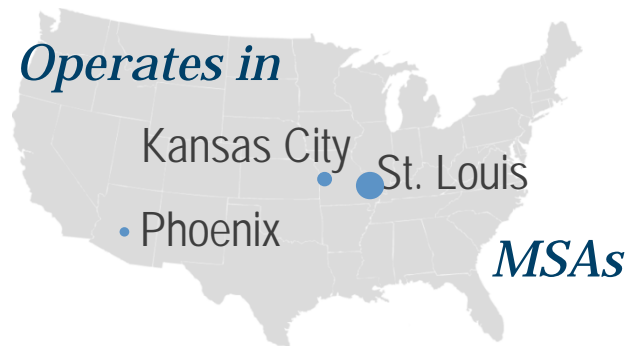 Operates in
Kansas City
St. Louis
Phoenix
MSAs